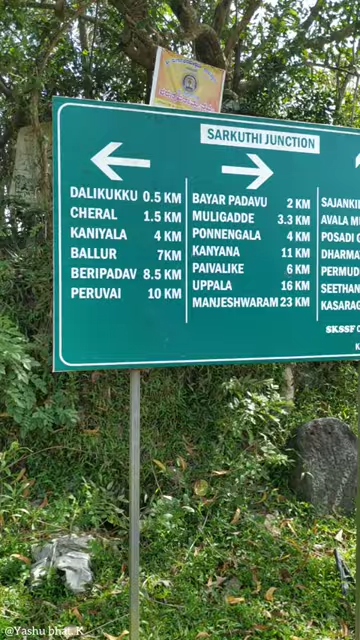 SARKUTHI JUNCTION
DALIKUKKU 0.5 KM
CHERAL 1.5 KM
KANIYALA 4 KM
BALLUR 7KM
BERIPADAV 8.5 KM
PERUVAI 10 KM
BAYAR PADAVU 2 KM
MULIGADDE 3.3 KM
PONNENGALA 4 KM
KANYANA 11 KM
PAIVALIKE 6 KM
UPPALA 16 KM
MANJESHWARAM 23 KM
SAJANKI
AVALA M
POSADI
DHARMA
PERMUD
SEETHAN
KASARAG
SKSSF
K
@Yashu bhat_K